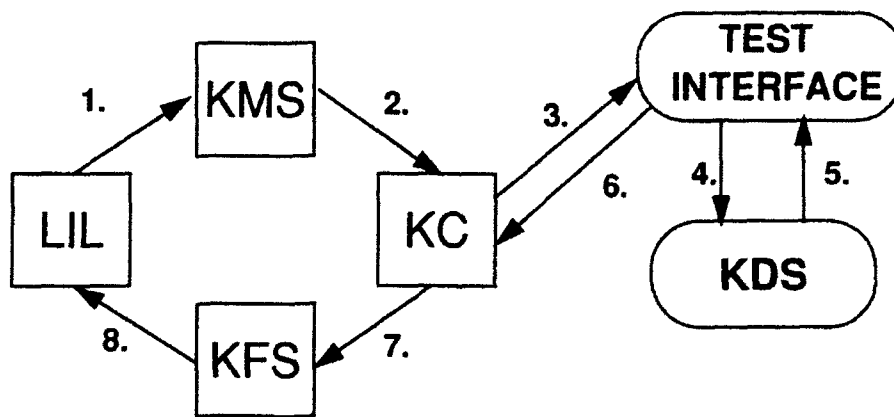 TEST
INTERFACE
1.
KMS
2.
3.
4.
5.
6.
LIL
KC
KDS
8.
KFS
7.